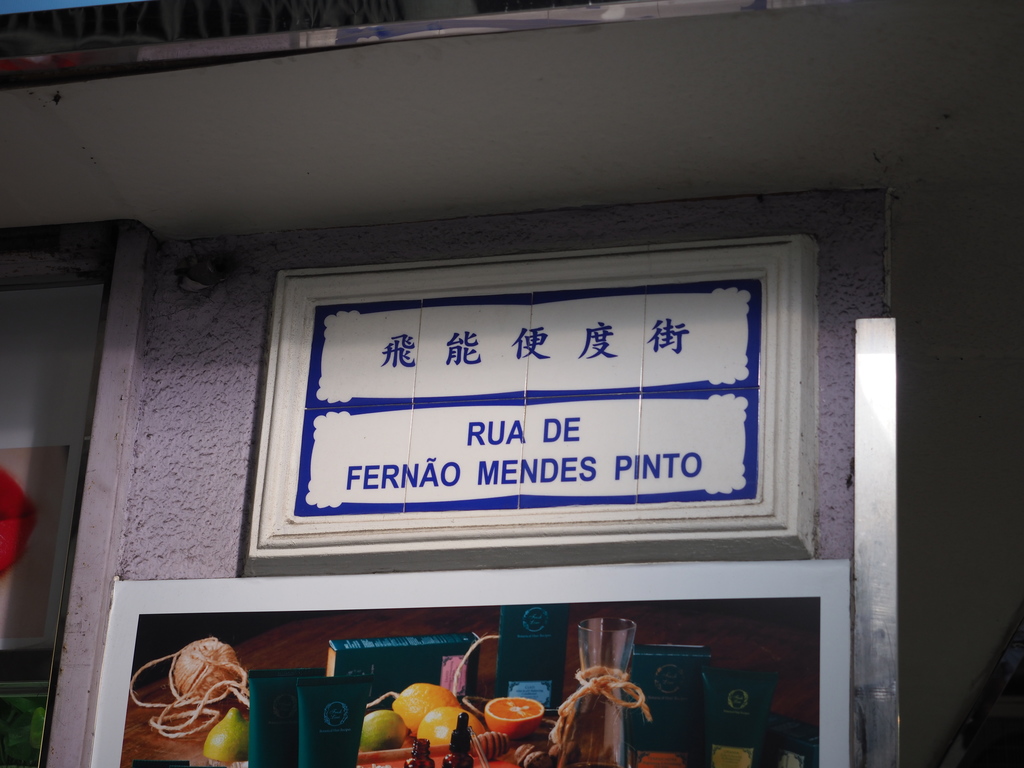 飛能便度街
RUA DE
FERNÃO MENDES PINTO